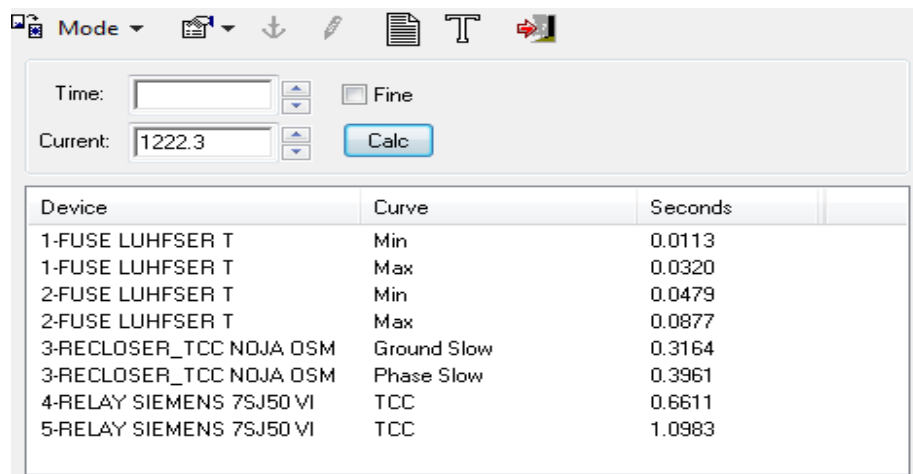 Mode
Time: Fine
Current: 1222.3 Calc
Device Curve Seconds
1-FUSE LUHFSER T Min 0.0113
1-FUSE LUHFSER T Max 0.0320
2-FUSE LUHFSER T Min 0.0479
2-FUSE LUHFSER T Max 0.0877
3-RECLOSER_TCC NOJA OSM Ground Slow 0.3164
3-RECLOSER_TCC NOJA OSM Phase Slow 0.3961
4-RELAY SIEMENS 7SJ50 VI TCC 0.6611
5-RELAY SIEMENS 7SJ50 VI TCC 1.0983